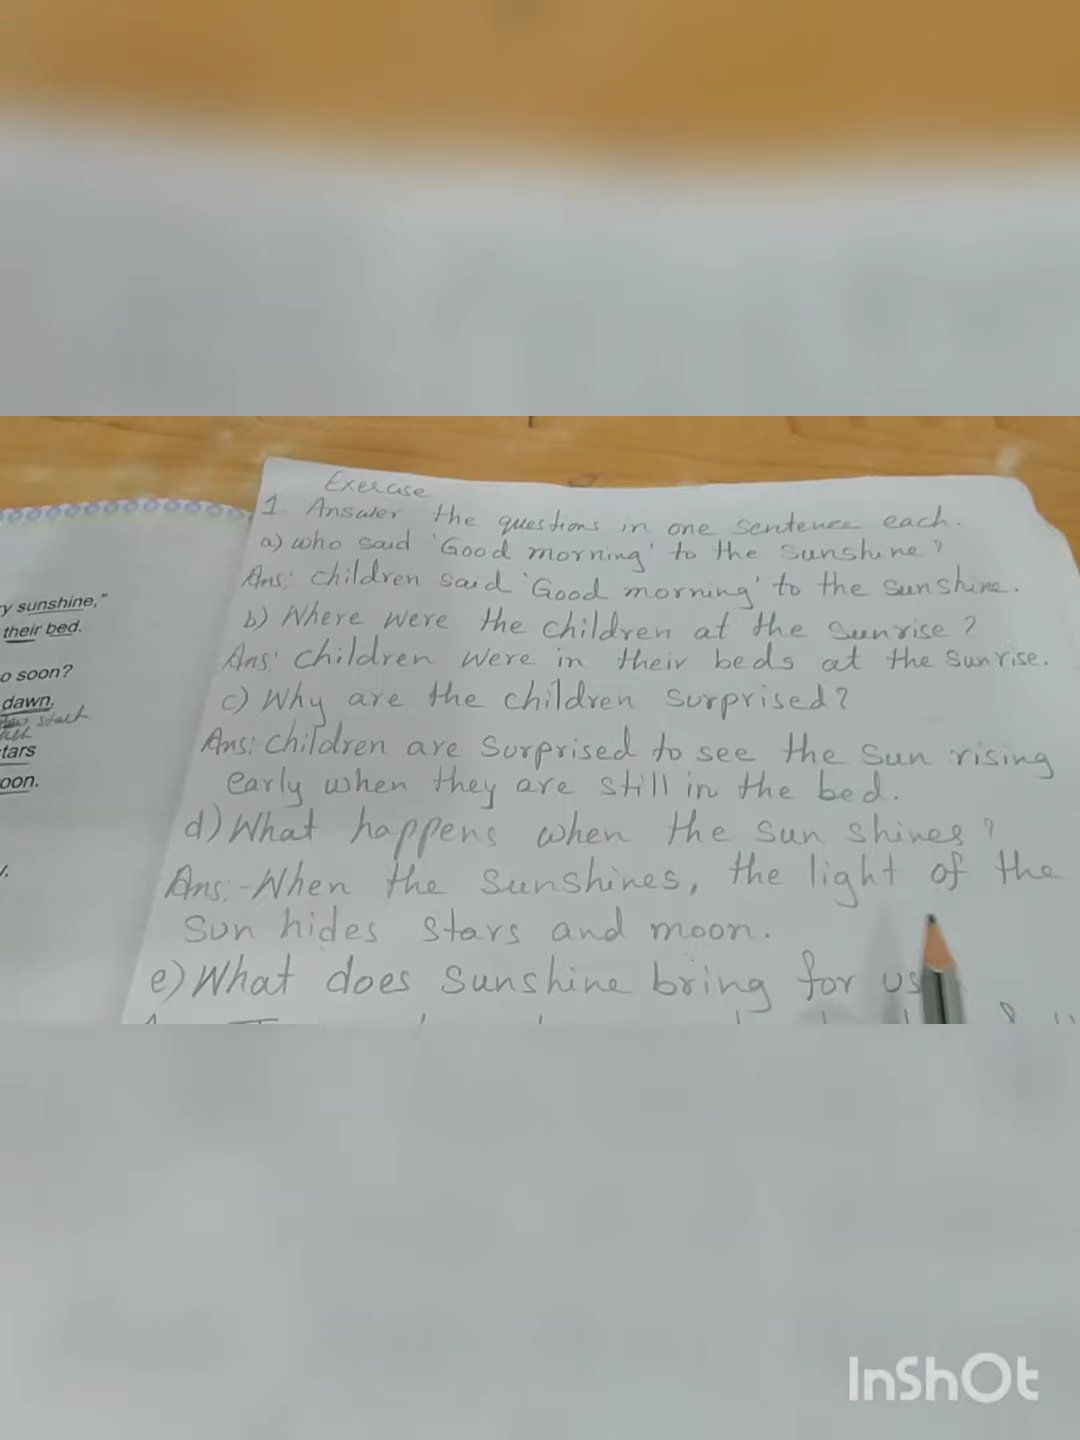 y sunshine,"
their bed.
o soon?
dawn.
stach
tars
oon.
y.
Exercise
1. Answer the questions in one sentence each.
a) who said 'Good morning' to the sunshine?
Ans: children said 'Good morning' to the sunshine.
b) Where were the children at the sunrise?
Ans: children were in their beds at the sunrise.
c) Why are the children surprised?
Ans: children are surprised to see the sun rising
early when they are still in the bed.
d) What happens when the sun shines?
Ans:- When the sunshines, the light of the
sun hides stars and moon.
e) What does sunshine bring for us
InShOt